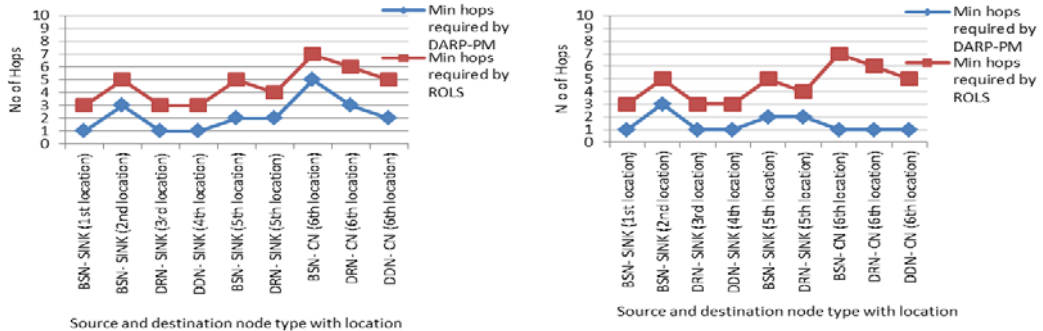 10
9
8
7
6
5
4
3
2
1
No of Hops
BSN- SINK (1st location)
BSN- SINK (2nd location)
DRN- SINK (3rd location)
DDN- SINK (4th location)
BSN- SINK (5th location)
DRN- SINK (5th location)
BSN- CN (6th location)
DRN- CN (6th location)
DDN- CN (6th location)
Source and destination node type with location
Min hops
required by
DARP-PM
Min hops
required by
ROLS
10
9
8
7
6
5
4
3
2
1
0
No of Hops
BSN- SINK (1st location)
BSN- SINK (2nd location)
DRN- SINK (3rd location)
DDN- SINK (4th location)
BSN- SINK (5th location)
DRN- SINK (5th location)
BSN- CN (6th location)
DRN- CN (6th location)
DDN- CN (6th location
Source and destination node type with location
Min hops
required by
DARP-PM
Min hops
required by
ROLS